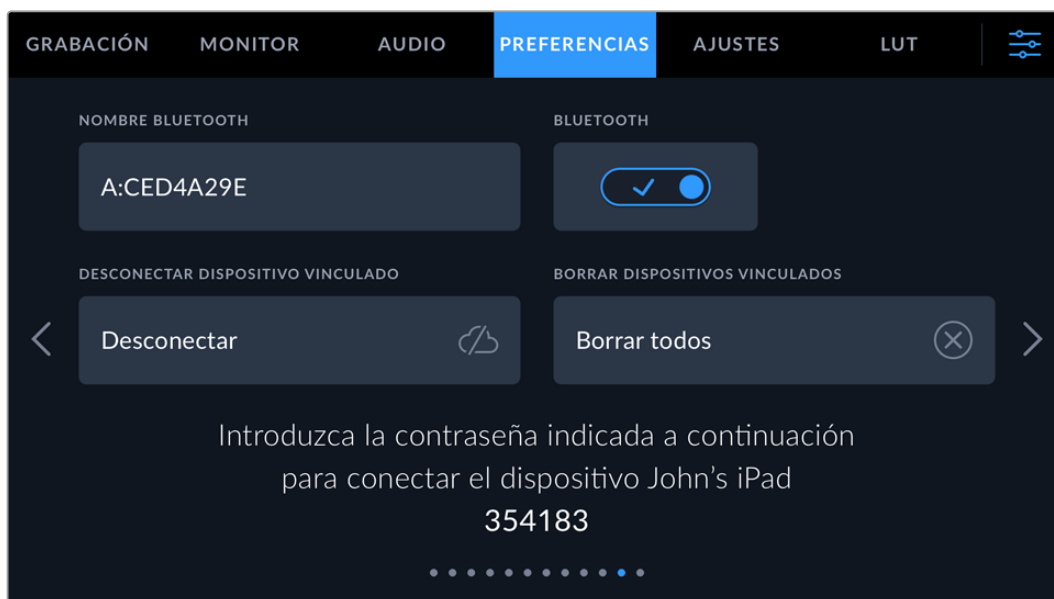 GRABACIÓN MONITOR AUDIO PREFERENCIAS AJUSTES LUT
NOMBRE BLUETOOTH BLUETOOTH
A:CED4A29E
DESCONECTAR DISPOSITIVO VINCULADO BORRAR DISPOSITIVOS VINCULADOS
Desconectar Borrar todos
Introduzca la contraseña indicada a continuación
para conectar el dispositivo John’s iPad
354183